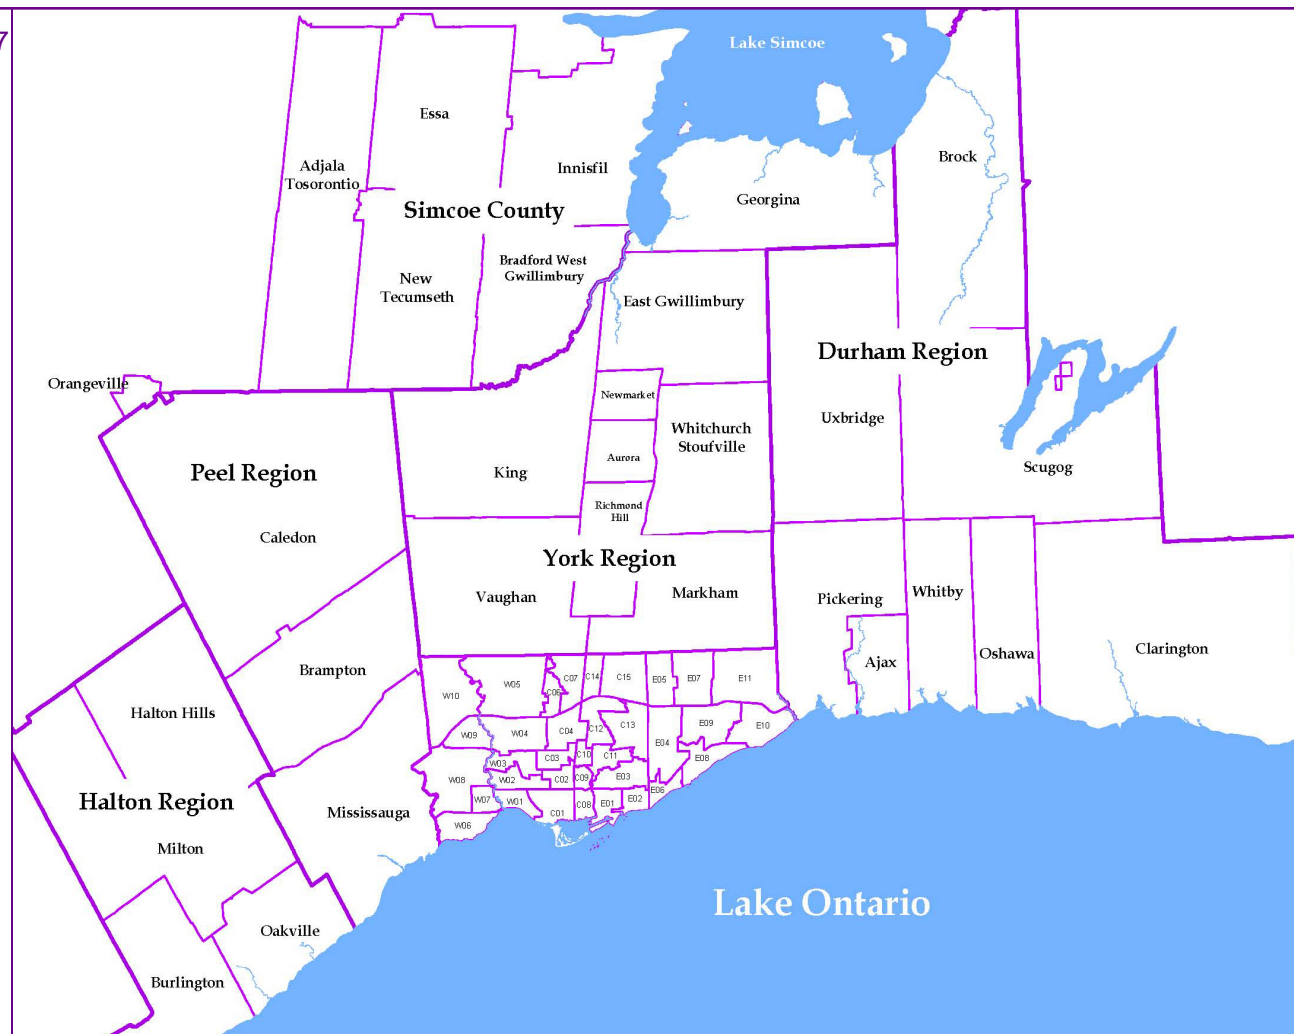 7
Lake Simcoe
Essa
Adjala
Tosorontio
Innisfil
Brock
Georgina
Simcoe County
New
Tecumseth
Bradford West
Gwillimbury
East Gwillimbury
Durham Region
Orangeville
Newmarket
Whitchurch
Stoufville
Uxbridge
Peel Region
King
Aurora
Scugog
Richmond
Hill
Caledon
York Region
Vaughan
Markham
Pickering
Whitby
Ajax
Oshawa
Clarington
Brampton
Halton Hills
W10
W05
C06
C07
C14
C15
E05
E07
E11
W09
W04
C04
C12
C13
E04
E09
E10
W03
C03
C10
C11
E08
W08
W02
C02
C09
E03
E06
W07
W01
C01
C08
E01
E02
W06
Halton Region
Mississauga
Milton
Oakville
Burlington
Lake Ontario